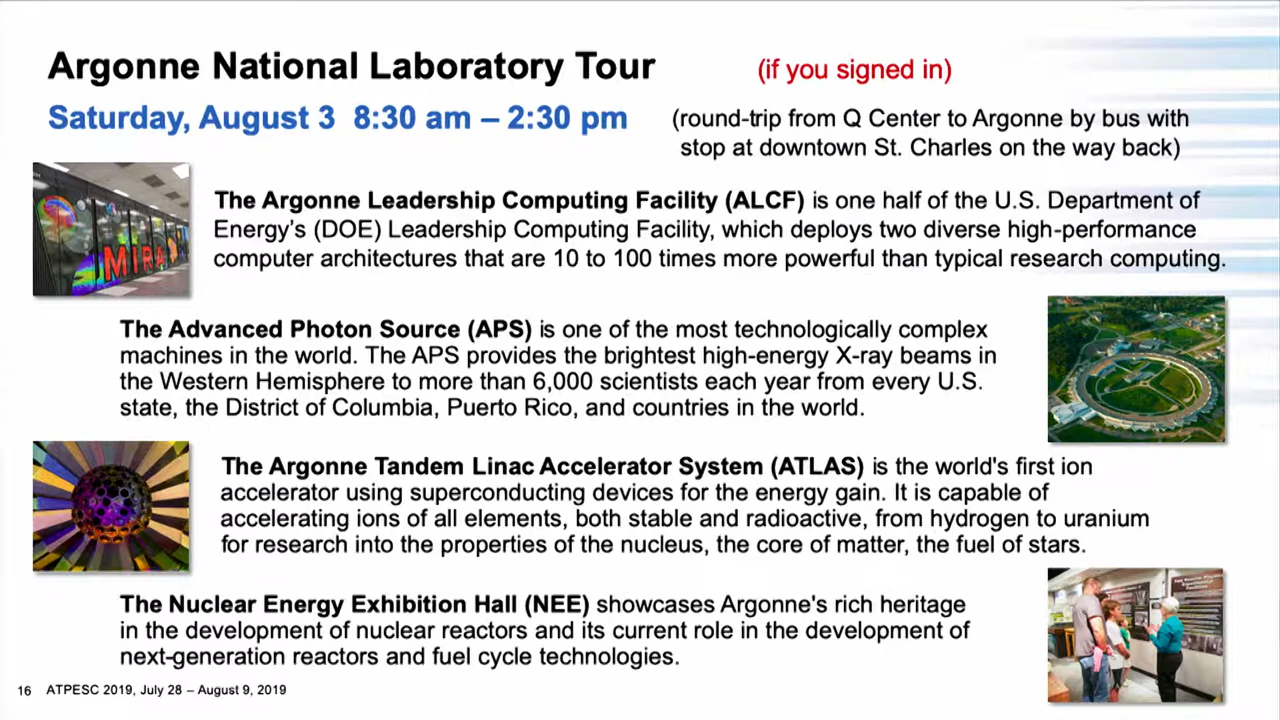 Argonne National Laboratory Tour
(if you signed in)
Saturday, August 3 8:30 am – 2:30 pm
(round-trip from Q Center to Argonne by bus with
stop at downtown St. Charles on the way back)
MIRA
The Argonne Leadership Computing Facility (ALCF) is one half of the U.S. Department of
Energy's (DOE) Leadership Computing Facility, which deploys two diverse high-performance
computer architectures that are 10 to 100 times more powerful than typical research computing.
The Advanced Photon Source (APS) is one of the most technologically complex
machines in the world. The APS provides the brightest high-energy X-ray beams in
the Western Hemisphere to more than 6,000 scientists each year from every U.S.
state, the District of Columbia, Puerto Rico, and countries in the world.
The Argonne Tandem Linac Accelerator System (ATLAS) is the world's first ion
accelerator using superconducting devices for the energy gain. It is capable of
accelerating ions of all elements, both stable and radioactive, from hydrogen to uranium
for research into the properties of the nucleus, the core of matter, the fuel of stars.
The Nuclear Energy Exhibition Hall (NEE) showcases Argonne's rich heritage
in the development of nuclear reactors and its current role in the development of
next-generation reactors and fuel cycle technologies.
16 ATPESC 2019, July 28 – August 9, 2019